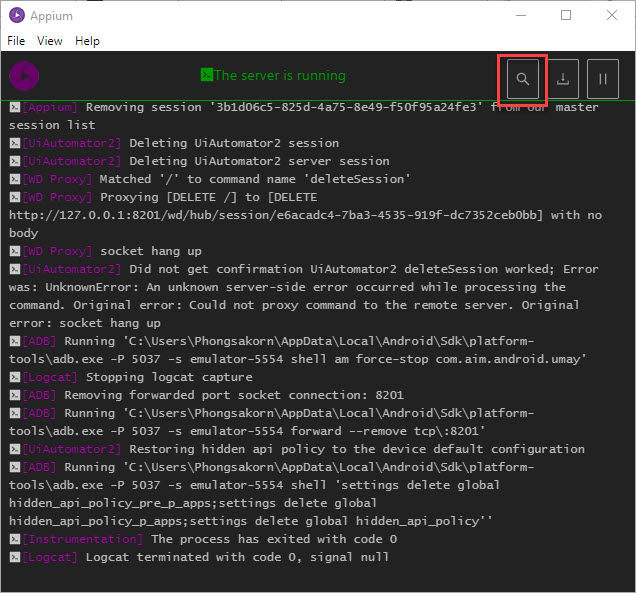 Appium
File View Help
The server is running
[Appium] Removing session '3b1d06c5-825d-4a75-8e49-f50f95a24fe3' from our master
session list
[UiAutomator2] Deleting UiAutomator2 session
[UiAutomator2] Deleting UiAutomator2 server session
[WD Proxy] Matched '/' to command name 'deleteSession'
[WD Proxy] Proxying [DELETE /] to [DELETE
http://127.0.0.1:8201/wd/hub/session/e6acadc4-7ba3-4535-919f-dc7352ceb0bb] with no
body
[WD Proxy] socket hang up
[UiAutomator2] Did not get confirmation UiAutomator2 deleteSession worked; Error
was: UnknownError: An unknown server-side error occurred while processing the
command. Original error: Could not proxy command to the remote server. Original
error: socket hang up
[ADB] Running 'C:\Users\Phongsakorn\AppData\Local\Android\Sdk\platform-
tools\adb.exe -P 5037 -s emulator-5554 shell am force-stop com.aim.android.umay'
[Logcat] Stopping logcat capture
[ADB] Removing forwarded port socket connection: 8201
[ADB] Running 'C:\Users\Phongsakorn\AppData\Local\Android\Sdk\platform-
tools\adb.exe -P 5037 -s emulator-5554 forward --remove tcp\:8201'
[UiAutomator2] Restoring hidden api policy to the device default configuration
[ADB] Running 'C:\Users\Phongsakorn\AppData\Local\Android\Sdk\platform-
tools\adb.exe -P 5037 -s emulator-5554 shell 'settings delete global
hidden_api_policy_pre_p_apps;settings delete global
hidden_api_policy_p_apps;settings delete global hidden_api_policy''
[Instrumentation] The process has exited with code 0
[Logcat] Logcat terminated with code 0, signal null